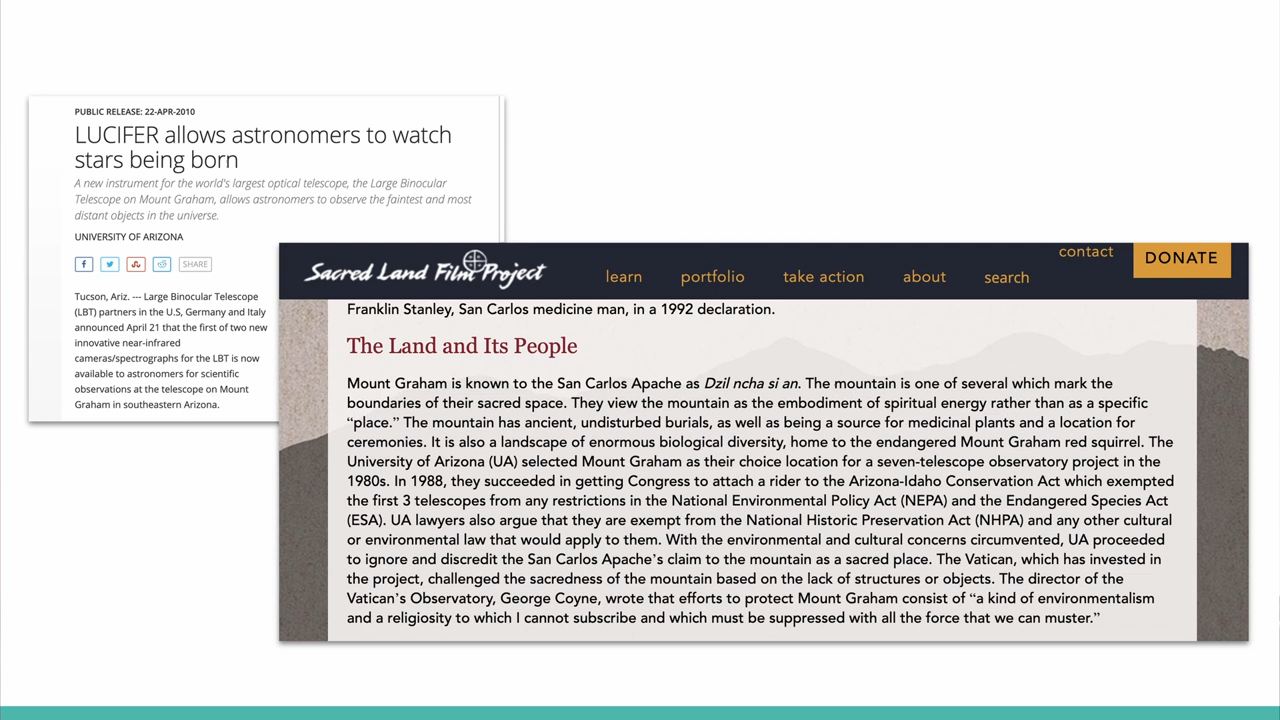 PUBLIC RELEASE: 22-APR-2010
LUCIFER allows astronomers to watch
stars being born
A new instrument for the world's largest optical telescope, the Large Binocular
Telescope on Mount Graham, allows astronomers to observe the faintest and most
distant objects in the universe.
UNIVERSITY OF ARIZONA
SHARE
Tucson, Ariz. --- Large Binocular Telescope
(LBT) partners in the U.S, Germany and Italy
announced April 21 that the first of two new
innovative near-infrared
cameras/spectrographs for the LBT is now
available to astronomers for scientific
observations at the telescope on Mount
Graham in southeastern Arizona.
Sacred Land Film Project
learn
portfolio
take action
about
search
contact
DONATE
Franklin Stanley, San Carlos medicine man, in a 1992 declaration.
The Land and Its People
Mount Graham is known to the San Carlos Apache as Dzil ncha si an. The mountain is one of several which mark the
boundaries of their sacred space. They view the mountain as the embodiment of spiritual energy rather than as a specific
“place.” The mountain has ancient, undisturbed burials, as well as being a source for medicinal plants and a location for
ceremonies. It is also a landscape of enormous biological diversity, home to the endangered Mount Graham red squirrel. The
University of Arizona (UA) selected Mount Graham as their choice location for a seven-telescope observatory project in the
1980s. In 1988, they succeeded in getting Congress to attach a rider to the Arizona-Idaho Conservation Act which exempted
the first 3 telescopes from any restrictions in the National Environmental Policy Act (NEPA) and the Endangered Species Act
(ESA). UA lawyers also argue that they are exempt from the National Historic Preservation Act (NHPA) and any other cultural
or environmental law that would apply to them. With the environmental and cultural concerns circumvented, UA proceeded
to ignore and discredit the San Carlos Apache’s claim to the mountain as a sacred place. The Vatican, which has invested in
the project, challenged the sacredness of the mountain based on the lack of structures or objects. The director of the
Vatican’s Observatory, George Coyne, wrote that efforts to protect Mount Graham consist of “a kind of environmentalism
and a religiosity to which I cannot subscribe and which must be suppressed with all the force that we can muster.”